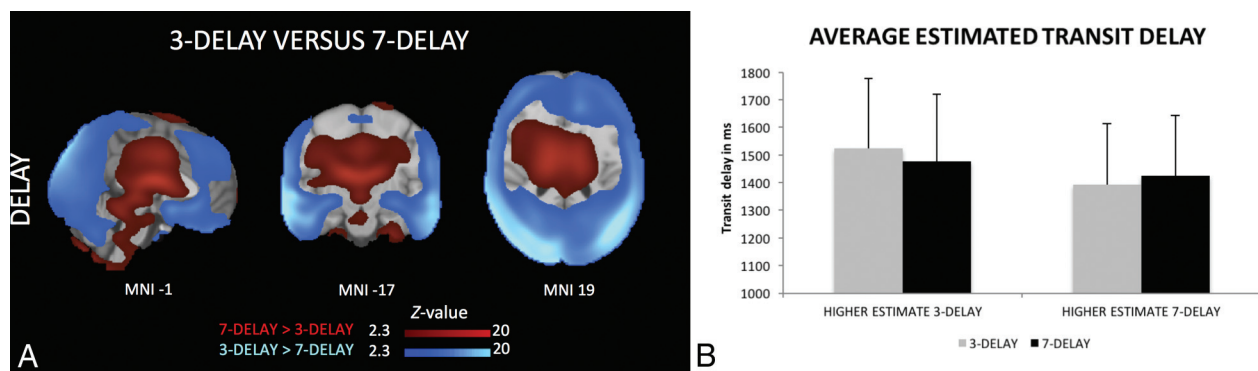 3-DELAY VERSUS 7-DELAY
DELAY
MNI -1
MNI -17
MNI 19
Z-value
7-DELAY > 3-DELAY 2.3 20
3-DELAY > 7-DELAY 2.3 20
A
AVERAGE ESTIMATED TRANSIT DELAY
Transit delay in ms
1800
1700
1600
1500
1400
1300
1200
1100
1000
HIGHER ESTIMATE 3-DELAY
HIGHER ESTIMATE 7-DELAY
3-DELAY 7-DELAY
B